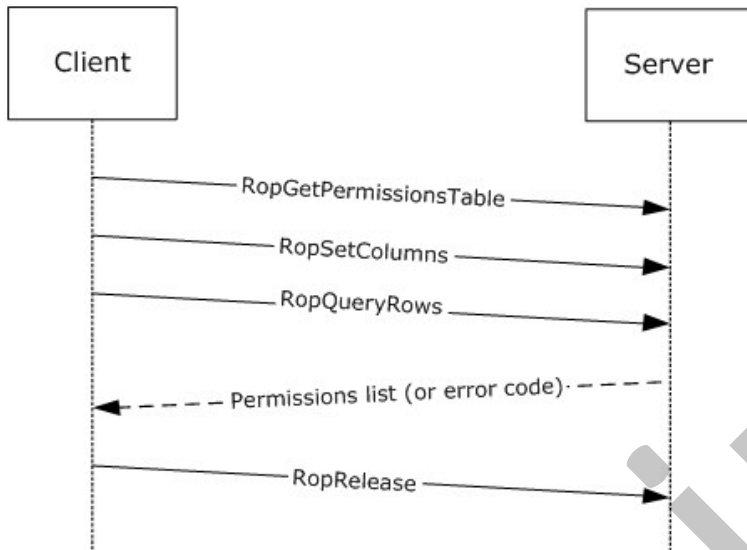 Client
Server
RopGetPermissionsTable
RopSetColumns
RopQueryRows
Permissions list (or error code)
RopRelease